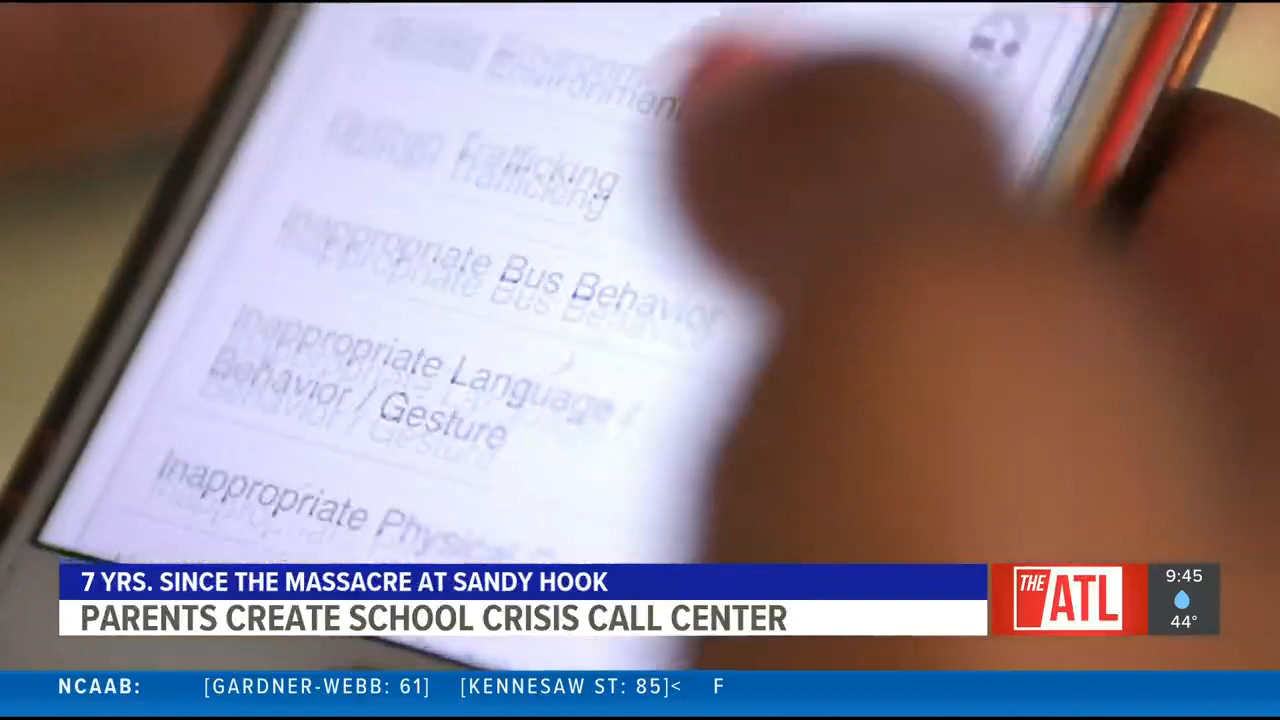 Trafficking
Inappropriate Bus Behavior
Inappropriate Language /
Behavior / Gesture
Inappropriate Physical
7 YRS. SINCE THE MASSACRE AT SANDY HOOK
PARENTS CREATE SCHOOL CRISIS CALL CENTER
THE ATL
9:45
44°
NCAAB: [GARDNER-WEBB: 61] [KENNESAW ST: 85]< F